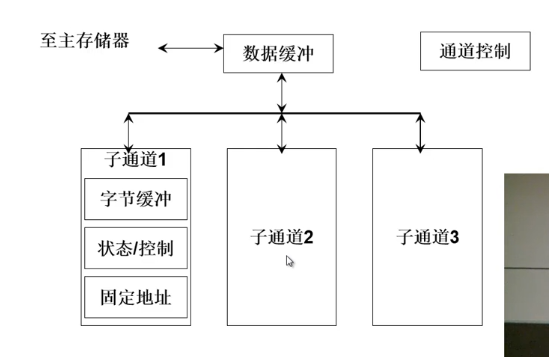 至主存储器
数据缓冲
通道控制
子通道1
字节缓冲
状态/控制
固定地址
子通道2
子通道3